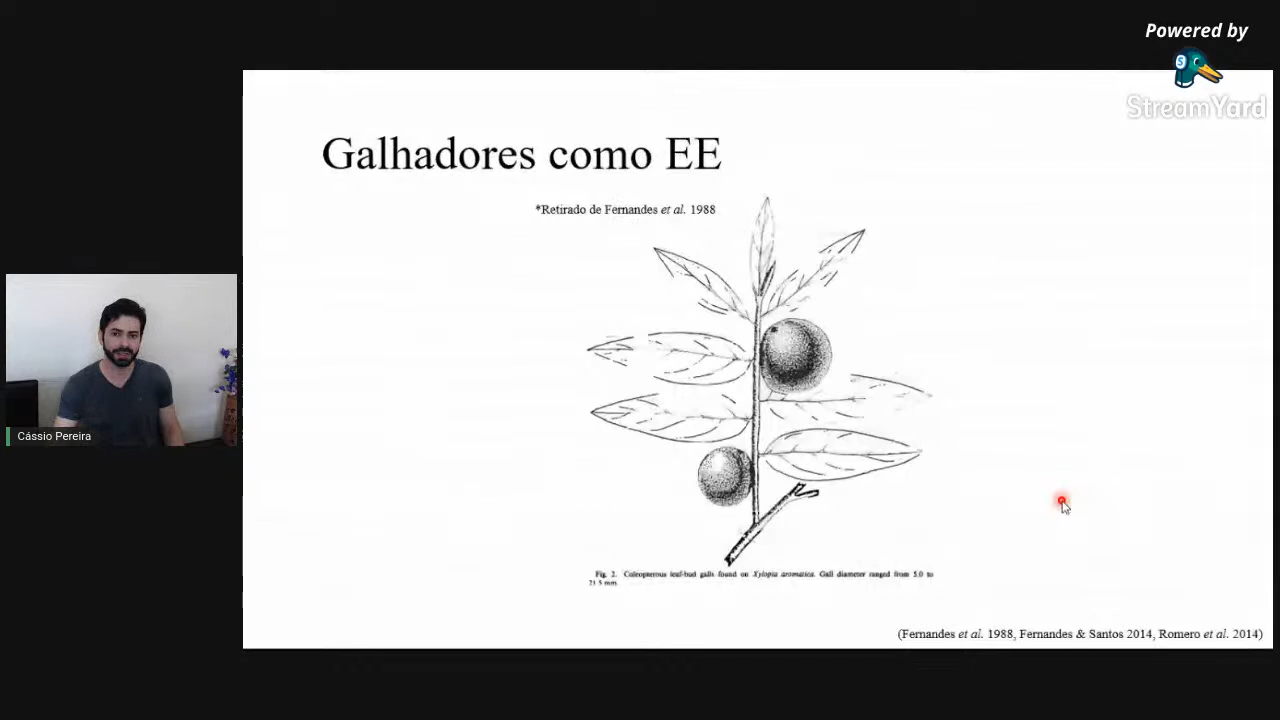 Powered by
StreamYard
Galhadores como EE
*Retirado de Fernandes et al. 1988
Cássio Pereira
Fig. 2. Coleopterous leaf-bud galls found on Xylopia aromatica. Gall diameter ranged from 5.0 to
21.5 mm
(Fernandes et al. 1988, Fernandes & Santos 2014, Romero et al. 2014)